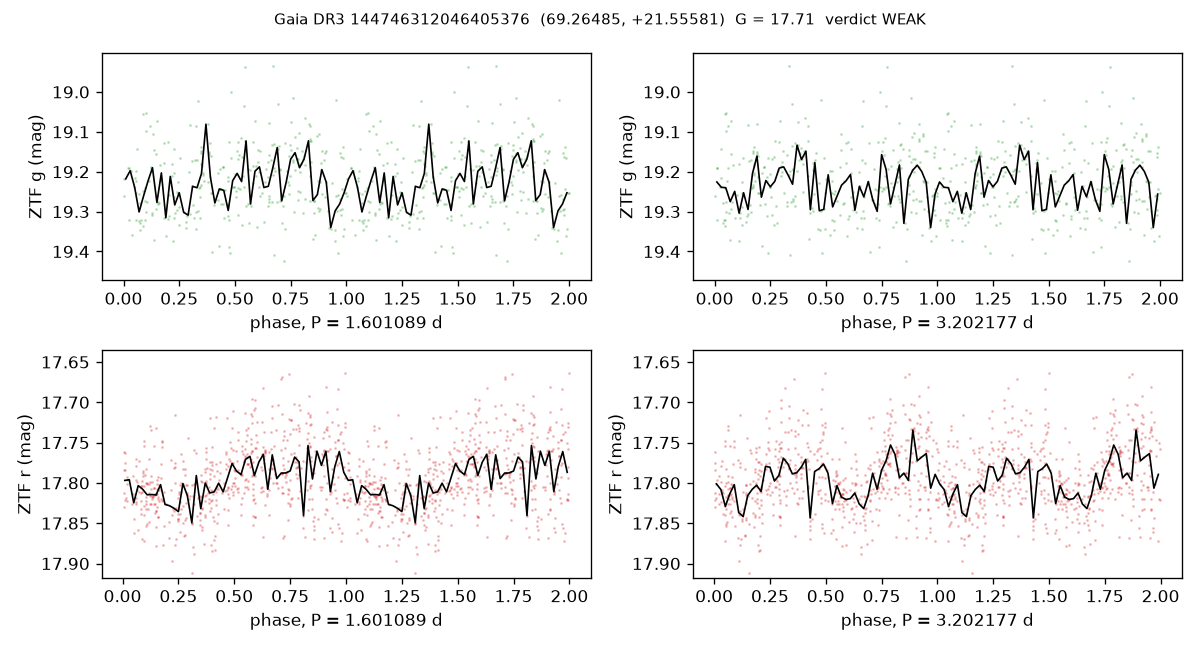 Gaia DR3 144746312046405376 (69.26485, +21.55581) G = 17.71 verdict WEAK
ZTF g (mag)
19.0
19.1
19.2
19.3
19.4
0.00 0.25 0.50 0.75 1.00 1.25 1.50 1.75 2.00
phase, P = 1.601089 d
ZTF g (mag)
19.0
19.1
19.2
19.3
19.4
0.00 0.25 0.50 0.75 1.00 1.25 1.50 1.75 2.00
phase, P = 3.202177 d
ZTF r (mag)
17.65
17.70
17.75
17.80
17.85
17.90
0.00 0.25 0.50 0.75 1.00 1.25 1.50 1.75 2.00
phase, P = 1.601089 d
ZTF r (mag)
17.65
17.70
17.75
17.80
17.85
17.90
0.00 0.25 0.50 0.75 1.00 1.25 1.50 1.75 2.00
phase, P = 3.202177 d